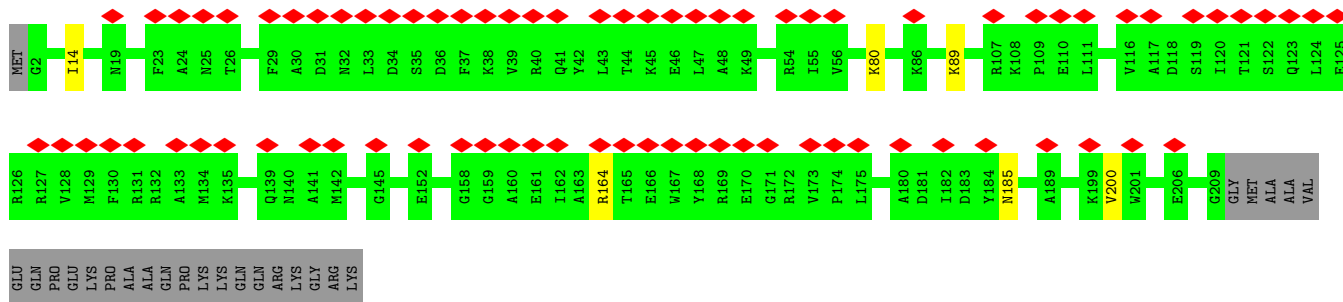 MET G2 I14 N19 F23 A24 N25 T26 F29 A30 D31 N32 L33 D34 S35 D36 F37 K38 V39 R40 Q41 Y42 L43 T44 K45 E46 L47 A48 K49 R54 I55 V56 K80 K86 K89 R107 K108 P109 E110 L111 V116 A117 D118 S119 I120 T121 S122 Q123 L124 E125
R126 R127 V128 M129 F130 R131 R132 A133 M134 K135 Q139 N140 A141 M142 G145 E152 G158 G159 A160 E161 I162 A163 R164 T165 E166 W167 Y168 R169 E170 G171 R172 V173 P174 L175 A180 D181 I182 D183 Y184 N185 A189 K199 V200 W201 E206 G209 GLY MET ALA ALA VAL
GLU GLN PRO GLU LYS PRO ALA ALA GLN PRO LYS LYS GLN GLN ARG LYS GLY ARG LYS